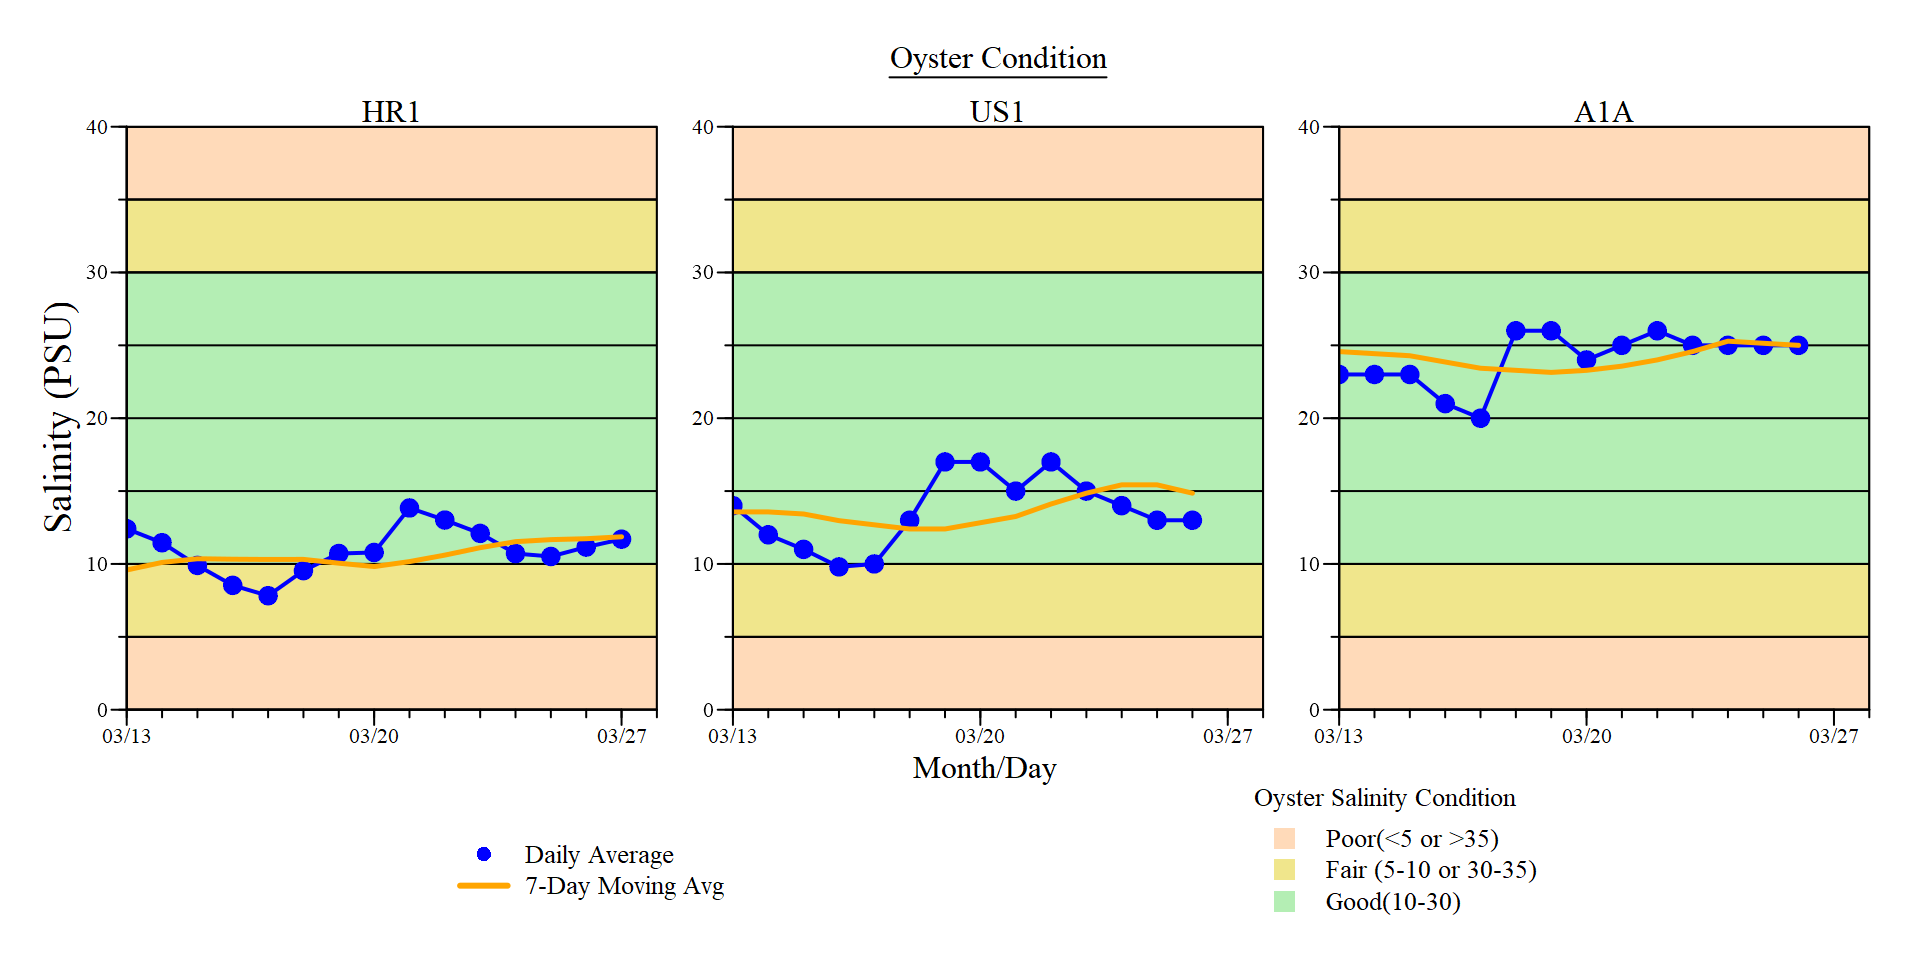 Oyster Condition
HR1
US1
A1A
40
30
20
10
0
40
30
20
10
0
40
30
20
10
0
Salinity (PSU)
03/13
03/20
03/27
03/13
03/20
03/27
03/13
03/20
03/27
Month/Day
Daily Average
7-Day Moving Avg
Oyster Salinity Condition
Poor(<5 or >35)
Fair (5-10 or 30-35)
Good(10-30)